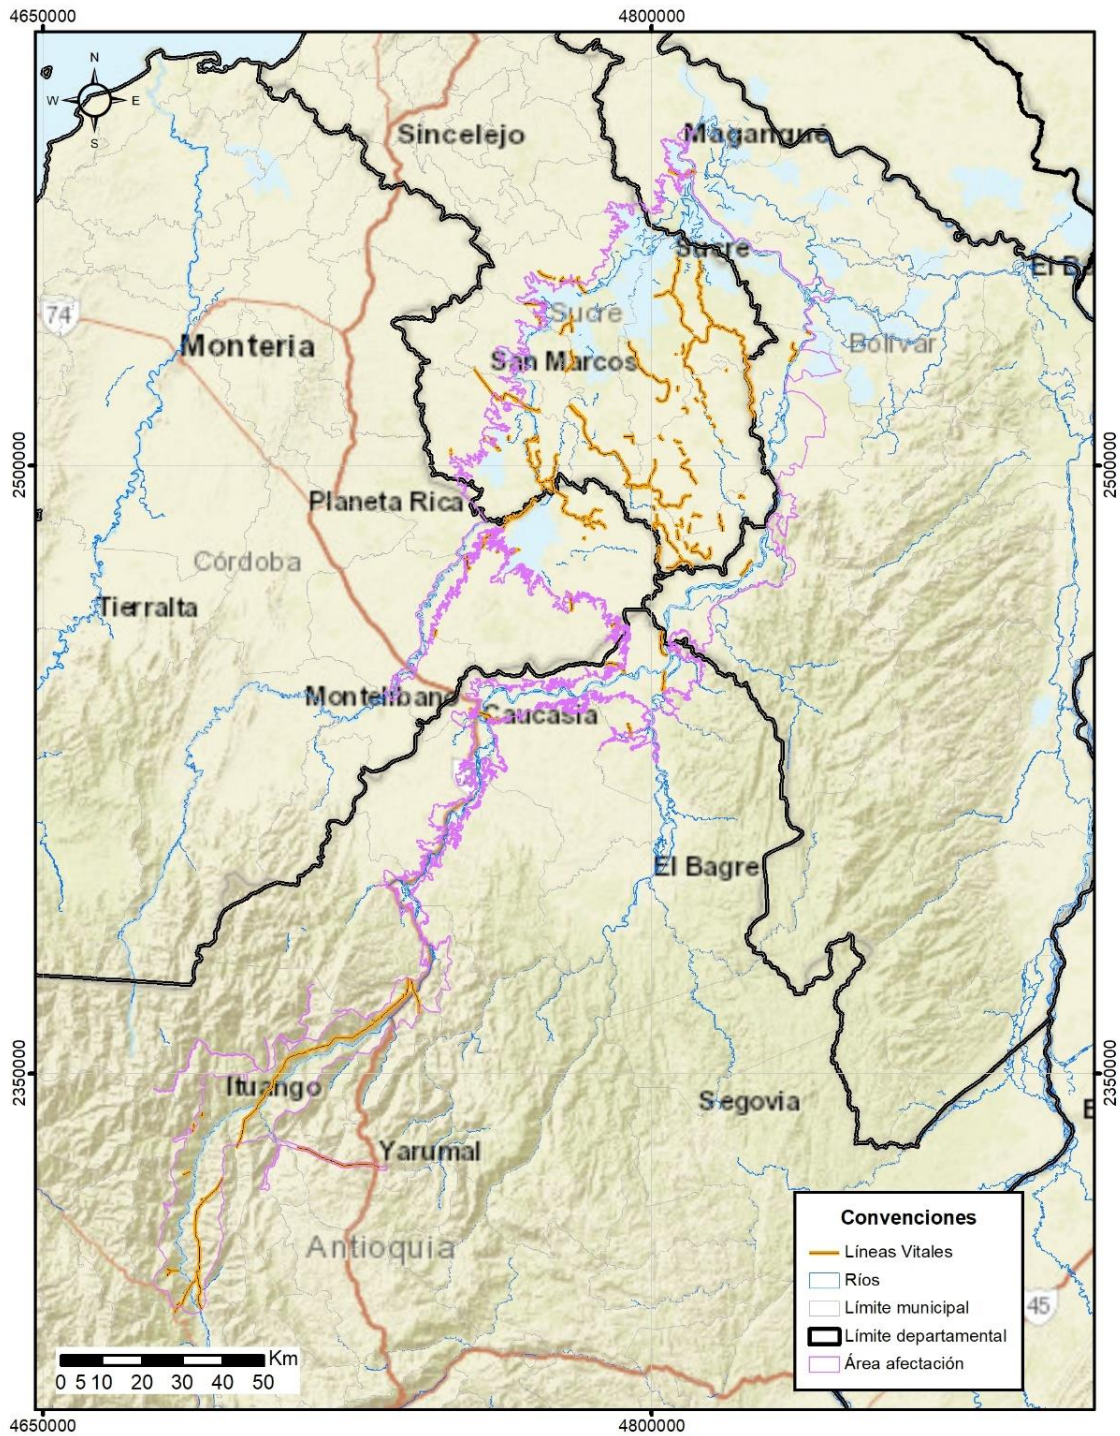 4650000
4800000
N
W
E
S
Sincelejo
Magangué
Sucre
El B
74
Monteria
Sucre
Bolívar
San Marcos
2500000
2500000
Planeta Rica
Córdoba
Tierralta
Montelíbano
Caucasia
El Bagre
2350000
2350000
Ituango
Segovia
E
Yarumal
Antioquia
Convenciones
Líneas Vitales
Ríos
Límite municipal
Límite departamental
Área afectación
45
Km
0 5 10 20 30 40 50
4650000
4800000